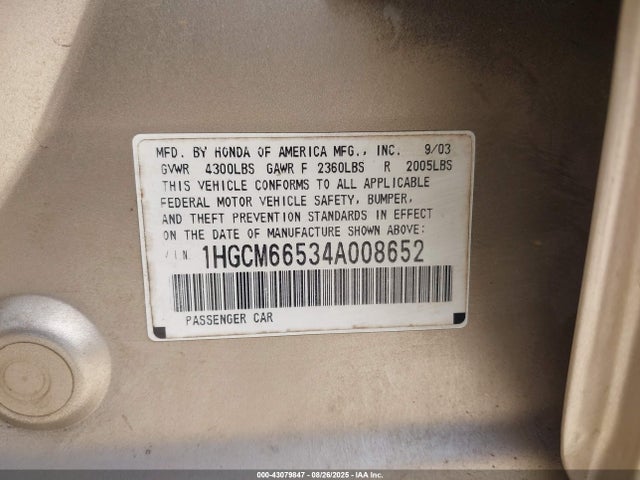 MFD. BY HONDA OF AMERICA MFG., INC. 9/03
GVWR 4300LBS GAWR F 2360LBS R 2005LBS
THIS VEHICLE CONFORMS TO ALL APPLICABLE
FEDERAL MOTOR VEHICLE SAFETY, BUMPER,
AND THEFT PREVENTION STANDARDS IN EFFECT
ON THE DATE OF MANUFACTURE SHOWN ABOVE:
VIN 1HGCM66534A008652
PASSENGER CAR
000-43079847 - 08/26/2025 - IAA Inc.